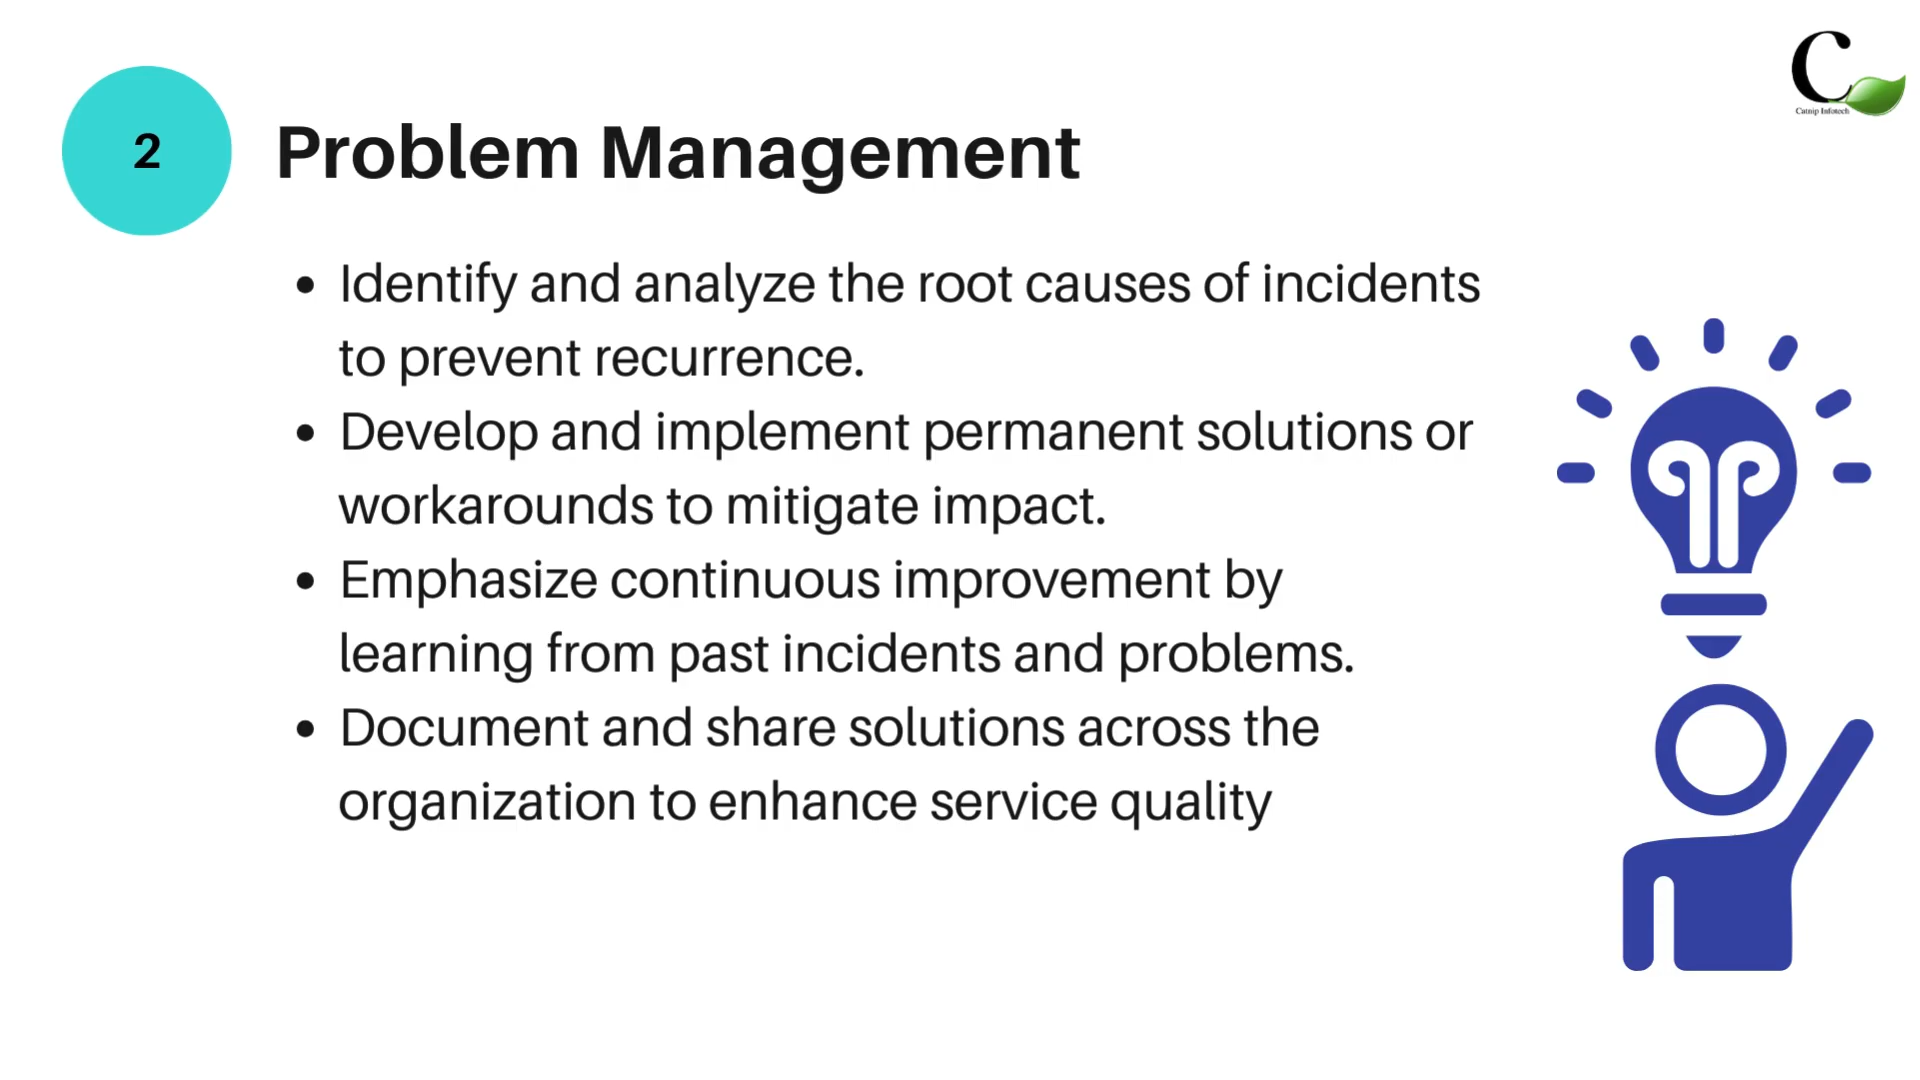 Catnip Infotech
2
Problem Management
• Identify and analyze the root causes of incidents
to prevent recurrence.
• Develop and implement permanent solutions or
workarounds to mitigate impact.
• Emphasize continuous improvement by
learning from past incidents and problems.
• Document and share solutions across the
organization to enhance service quality